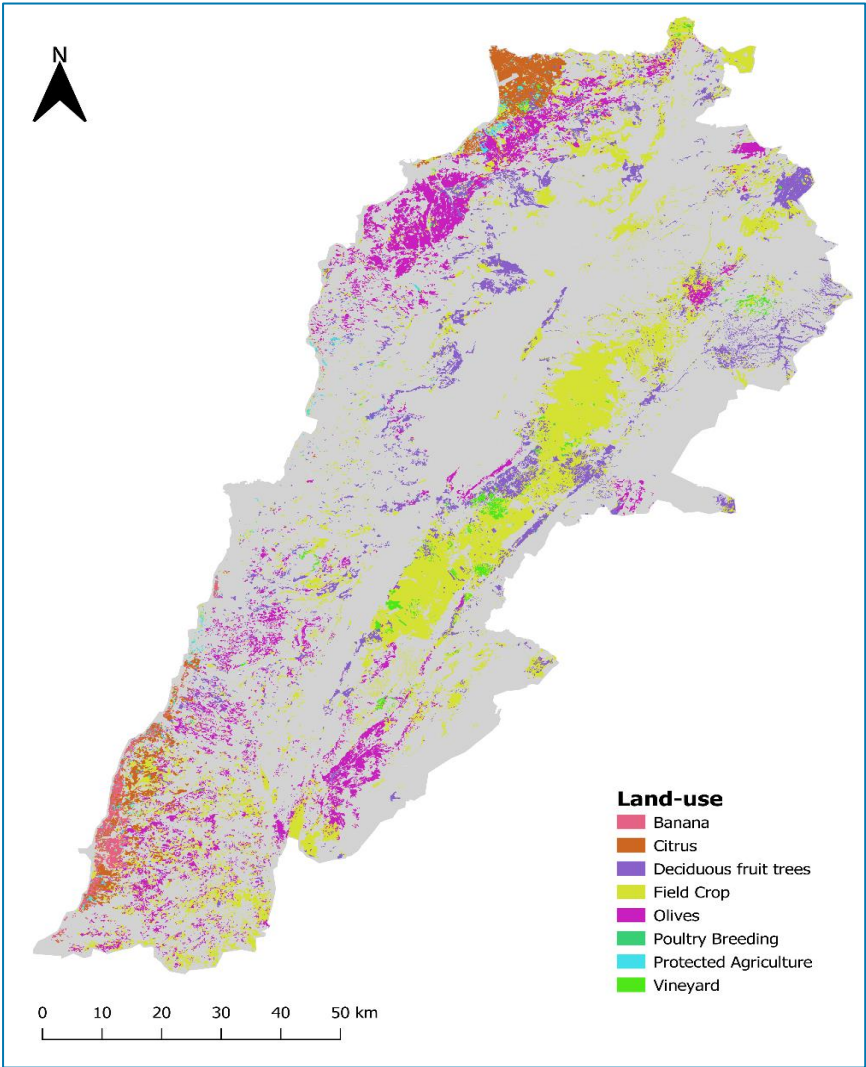 N
Land-use
Banana
Citrus
Deciduous fruit trees
Field Crop
Olives
Poultry Breeding
Protected Agriculture
Vineyard
0 10 20 30 40 50 km